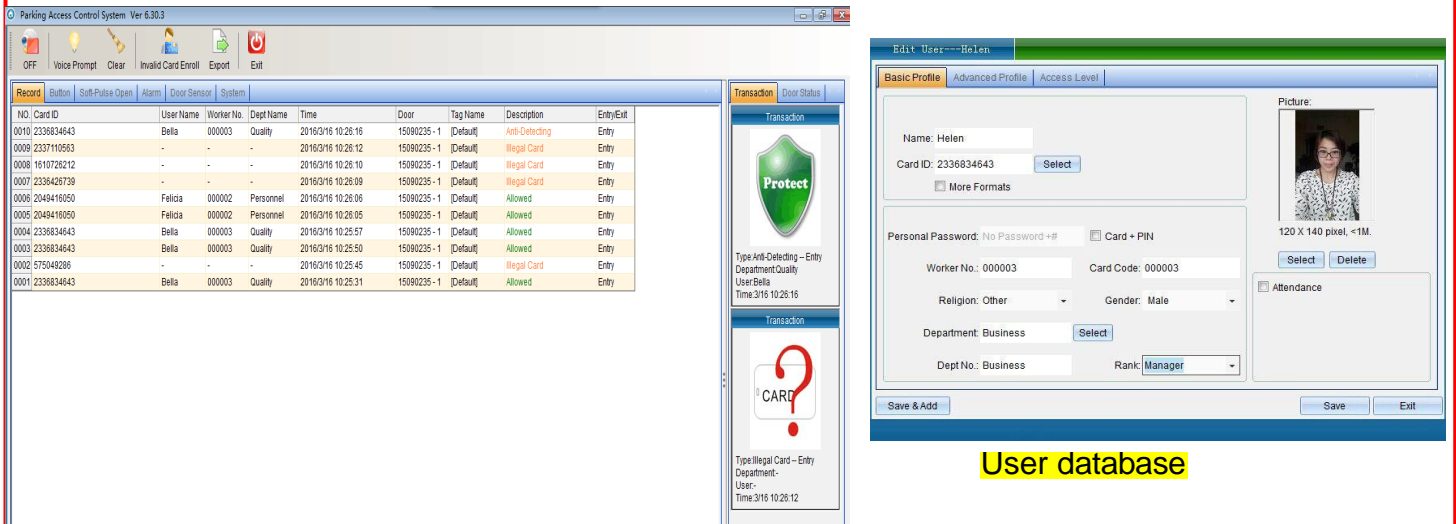 Parking Access Control System Ver 6.30.3
OFF Voice Prompt Clear Invalid Card Enroll Export Exit
Record Button Soft-Pulse Open Alarm Door Sensor System
NO. Card ID User Name Worker No. Dept Name Time Door Tag Name Description Entry/Exit
0010 2336834643 Bella 000003 Quality 2016/3/16 10:26:16 15090235 - 1 [Default] Anti-Detecting Entry
0009 2337110563 - - - 2016/3/16 10:26:12 15090235 - 1 [Default] Illegal Card Entry
0008 1610726212 - - - 2016/3/16 10:26:10 15090235 - 1 [Default] Illegal Card Entry
0007 2336426739 - - - 2016/3/16 10:26:09 15090235 - 1 [Default] Illegal Card Entry
0006 2049416050 Felicia 000002 Personnel 2016/3/16 10:26:06 15090235 - 1 [Default] Allowed Entry
0005 2049416050 Felicia 000002 Personnel 2016/3/16 10:26:05 15090235 - 1 [Default] Allowed Entry
0004 2336834643 Bella 000003 Quality 2016/3/16 10:25:57 15090235 - 1 [Default] Allowed Entry
0003 2336834643 Bella 000003 Quality 2016/3/16 10:25:50 15090235 - 1 [Default] Allowed Entry
0002 575049286 - - - 2016/3/16 10:25:45 15090235 - 1 [Default] Illegal Card Entry
0001 2336834643 Bella 000003 Quality 2016/3/16 10:25:31 15090235 - 1 [Default] Allowed Entry
Transaction Door Status
Transaction
Protect
Type:Anti-Detecting -- Entry
Department:Quality
User:Bella
Time:3/16 10:26:16
Transaction
CARD
?
Type:Illegal Card -- Entry
Department:-
User:-
Time:3/16 10:26:12
Edit User---Helen
Basic Profile Advanced Profile Access Level
Name: Helen
Card ID: 2336834643 Select
More Formats
Personal Password: No Password +# Card + PIN
Worker No.: 000003 Card Code: 000003
Religion: Other Gender: Male
Department: Business Select
Dept No.: Business Rank: Manager
Picture:
120 X 140 pixel, <1M.
Select Delete
Attendance
Save & Add Save Exit
User database